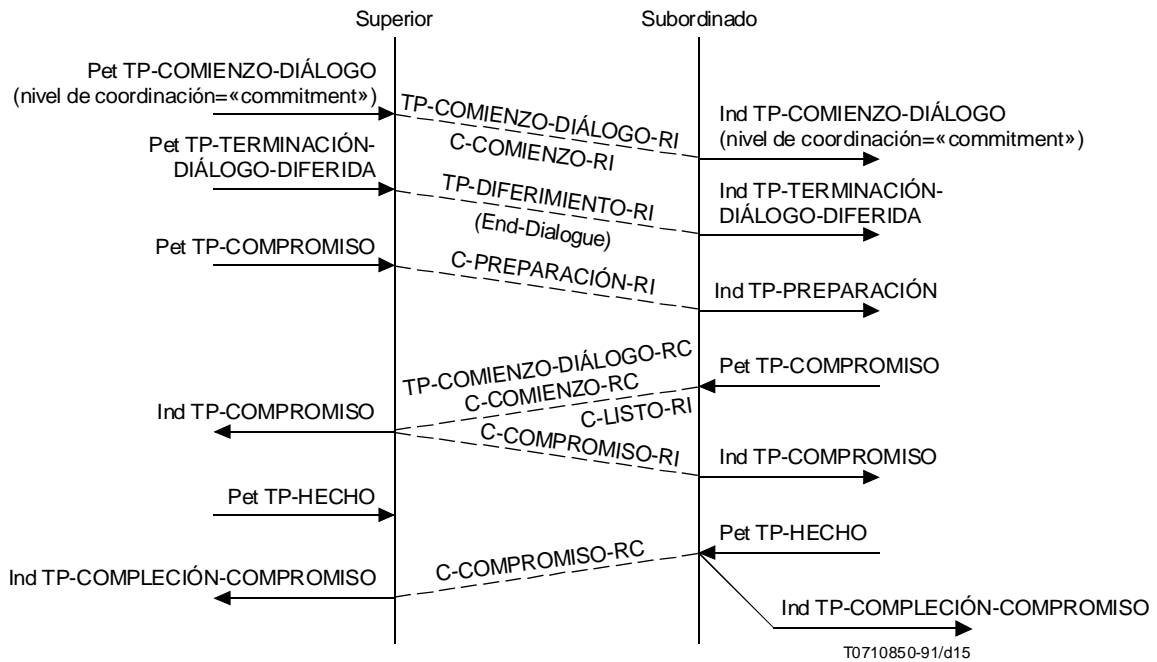 Superior
Subordinado
Pet TP-COMIENZO-DIÁLOGO
(nivel de coordinación=«commitment»)
TP-COMIENZO-DIÁLOGO-RI
C-COMIENZO-RI
Ind TP-COMIENZO-DIÁLOGO
(nivel de coordinación=«commitment»)
Pet TP-TERMINACIÓN-
DIÁLOGO-DIFERIDA
TP-DIFERIMIENTO-RI
(End-Dialogue)
Ind TP-TERMINACIÓN-
DIÁLOGO-DIFERIDA
Pet TP-COMPROMISO
C-PREPARACIÓN-RI
Ind TP-PREPARACIÓN
TP-COMIENZO-DIÁLOGO-RC
C-COMIENZO-RC
C-LISTO-RI
Pet TP-COMPROMISO
Ind TP-COMPROMISO
C-COMPROMISO-RI
Ind TP-COMPROMISO
Pet TP-HECHO
Pet TP-HECHO
C-COMPROMISO-RC
Ind TP-COMPLECIÓN-COMPROMISO
Ind TP-COMPLECIÓN-COMPROMISO
T0710850-91/d15